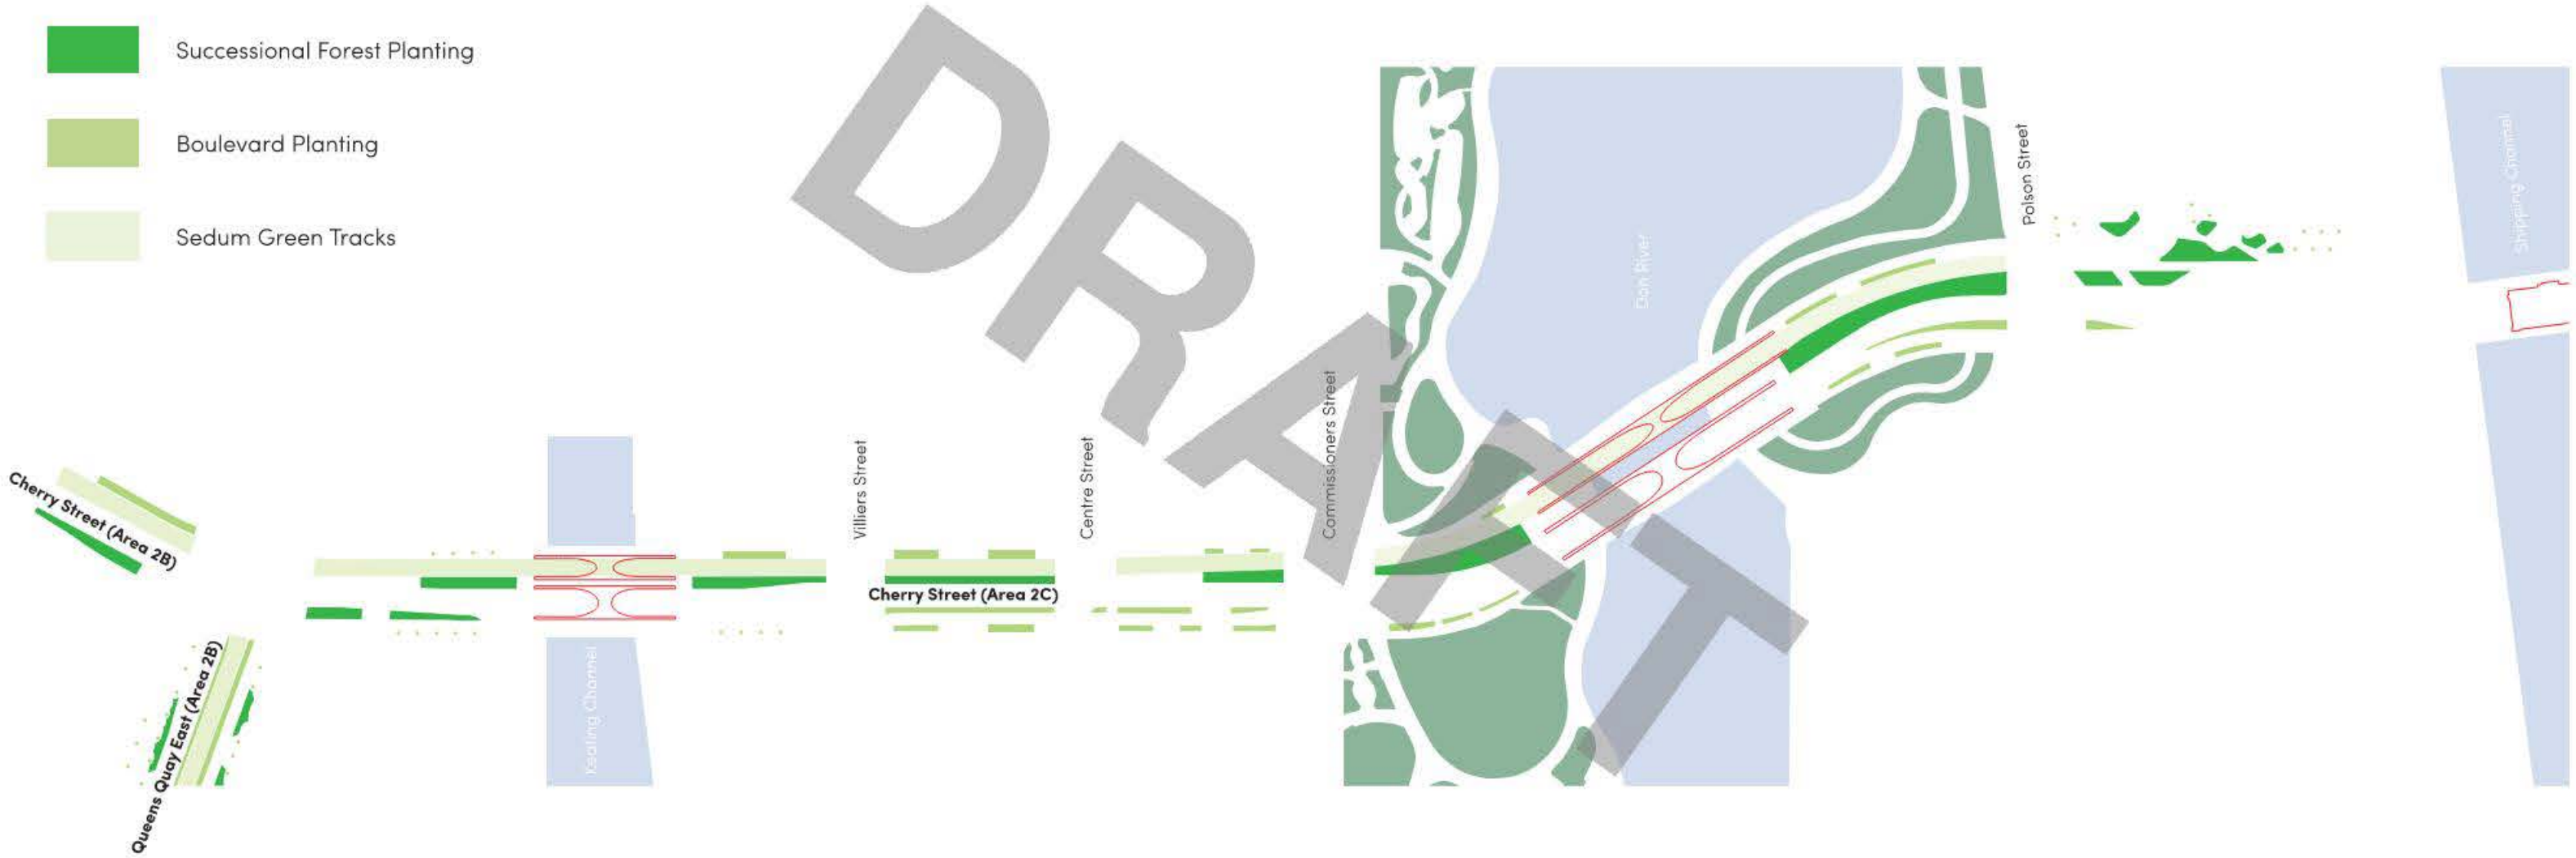 Successional Forest Planting
Boulevard Planting
Sedum Green Tracks
DRAFT
Cherry Street (Area 2B)
Queens Quay East (Area 2B)
Keating Channel
Villiers Street
Cherry Street (Area 2C)
Centre Street
Commissioners Street
Don River
Polson Street
Shipping Channel